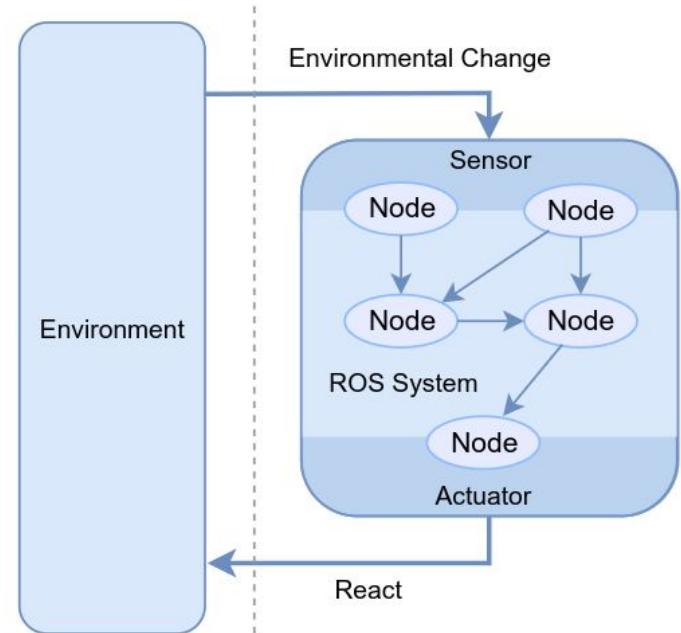 Environmental Change
Sensor
Node
Node
Node
Node
Environment
ROS System
Node
Actuator
React